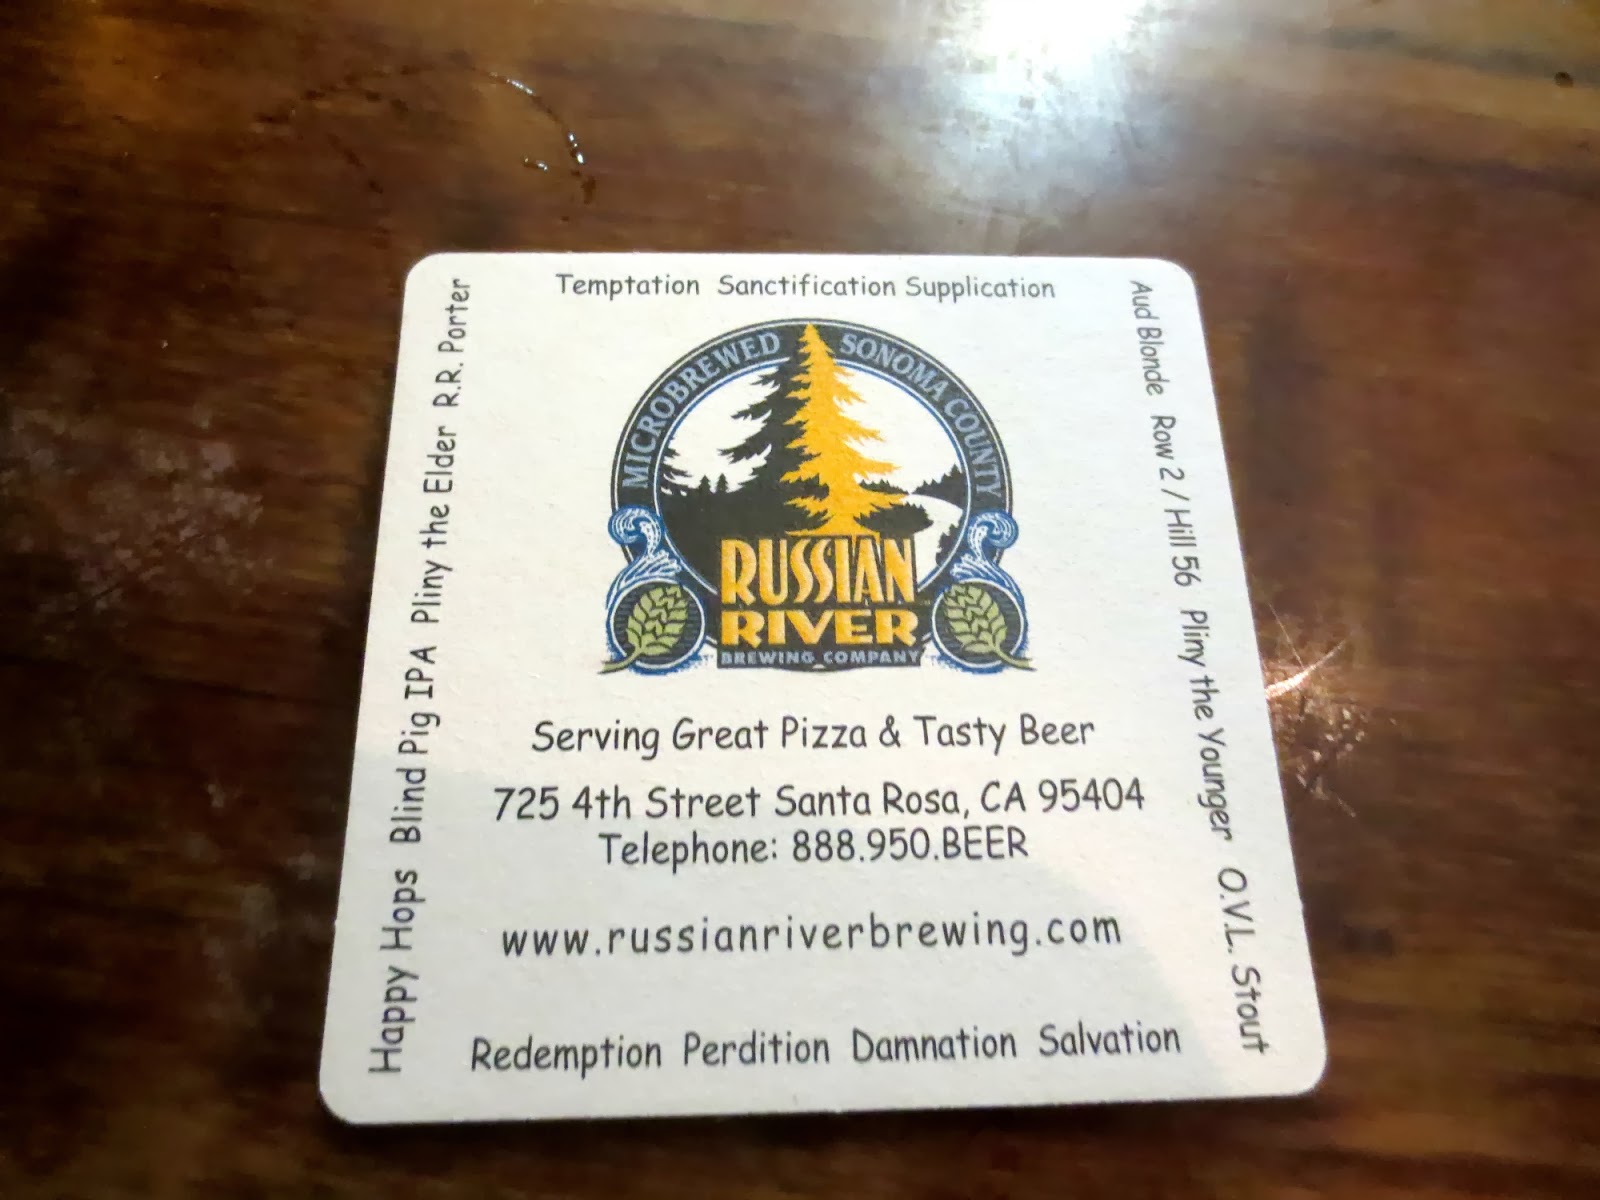 Temptation Sanctification Supplication
MICROBREWED SONOMA COUNTY
RUSSIAN
RIVER
BREWING COMPANY
Serving Great Pizza & Tasty Beer
725 4th Street Santa Rosa, CA 95404
Telephone: 888.950.BEER
www.russianriverbrewing.com
Redemption Perdition Damnation Salvation
Happy Hops Blind Pig IPA Pliny the Elder R.R. Porter
Aud Blonde Row 2 / Hill 56 Pliny the Younger O.V.L. Stout